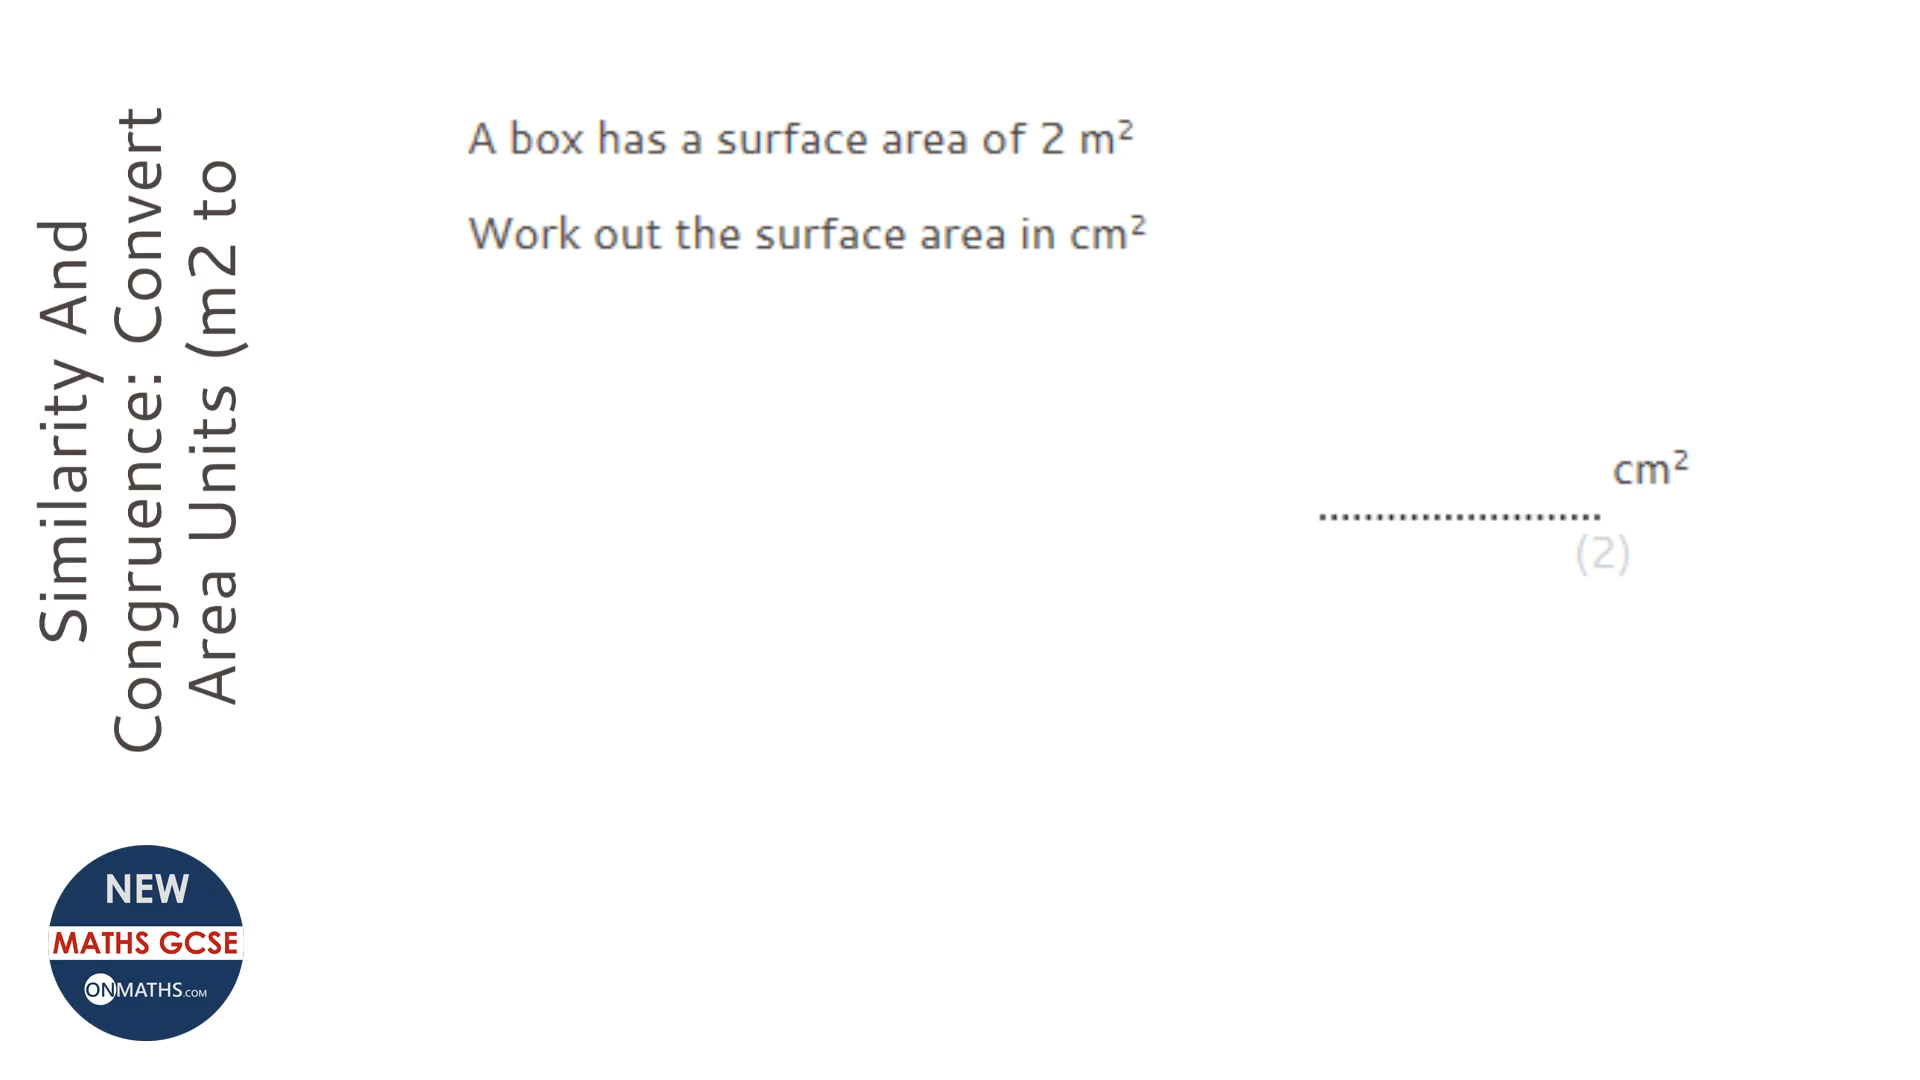 Similarity And
Congruence: Convert
Area Units (m2 to
A box has a surface area of 2 m²
Work out the surface area in cm²
cm²
........................
(2)
NEW
MATHS GCSE
ONMATHS.COM